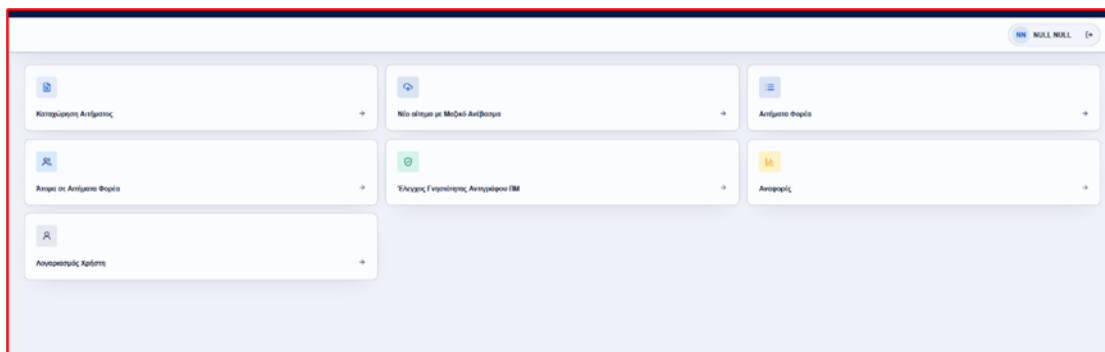 NN NULL NULL
Καταχώρηση Αιτήματος
Νέο αίτημα με Μαζικό Ανέβασμα
Αιτήματα Φορέα
Άτομα σε Αιτήματα Φορέα
Έλεγχος Γνησιότητας Αντιγράφου ΠΜ
Αναφορές
Λογαριασμός Χρήστη